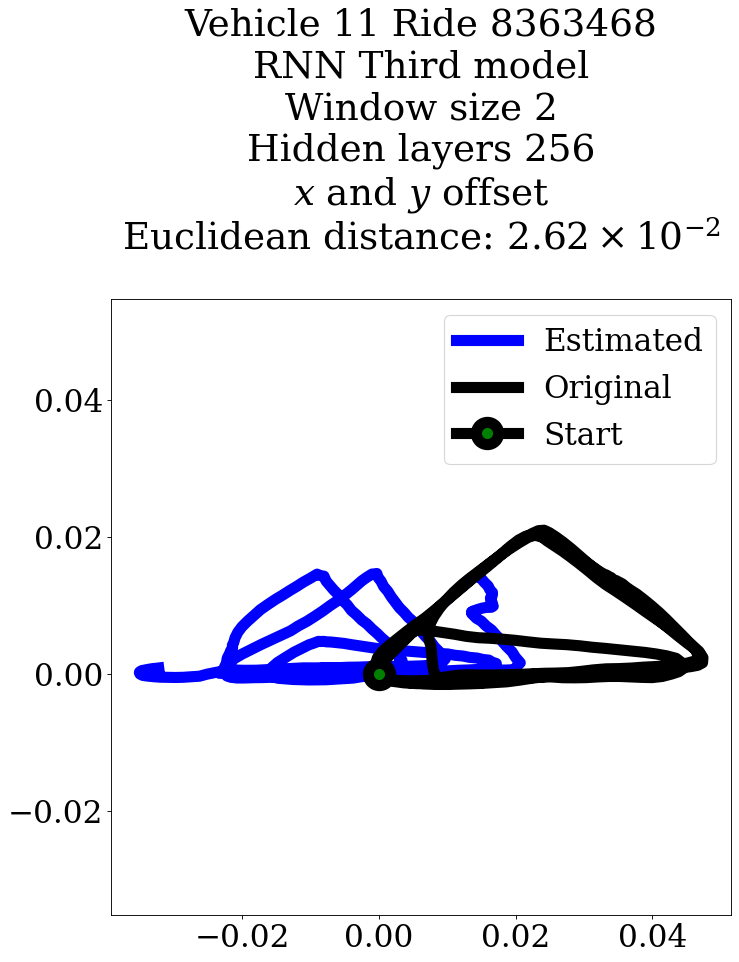 Vehicle 11 Ride 8363468
RNN Third model
Window size 2
Hidden layers 256
x and y offset
Euclidean distance: 2.62 × 10⁻²
Estimated
Original
Start
0.04
0.02
0.00
−0.02
−0.02 0.00 0.02 0.04